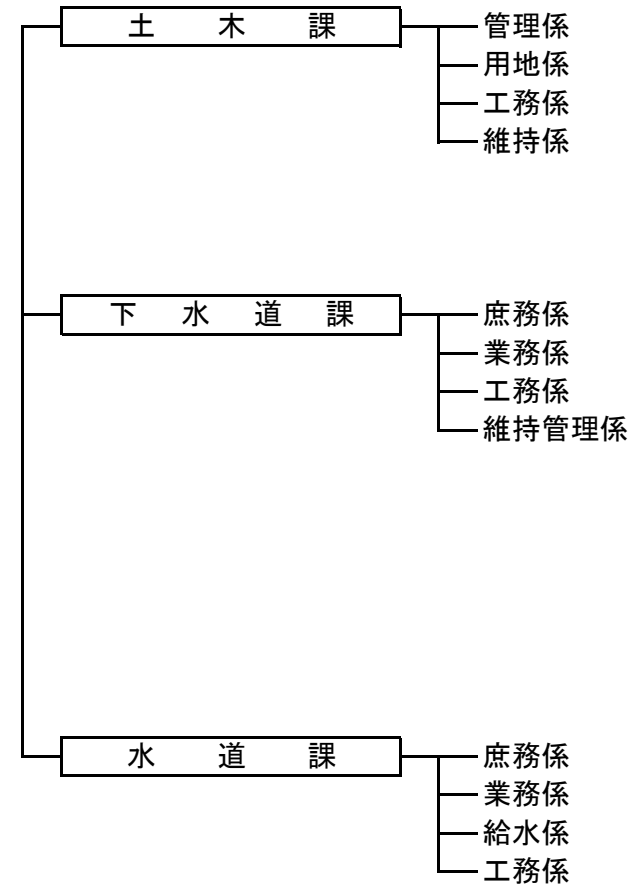 土木課
管理係
用地係
工務係
維持係
下水道課
庶務係
業務係
工務係
維持管理係
水道課
庶務係
業務係
給水係
工務係